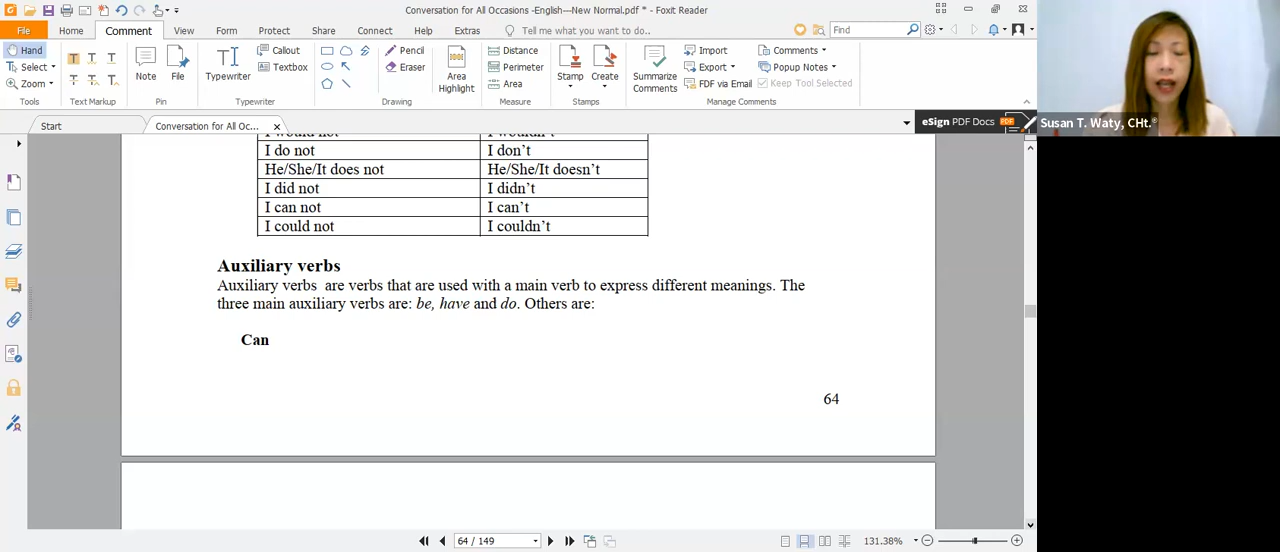 Conversation for All Occasions -English---New Normal.pdf * - Foxit Reader
File Home Comment View Form Protect Share Connect Help Extras Tell me what you want to do.. Find
Hand
Select
Zoom
Tools
Text Markup
Note
File
Pin
Typewriter
Callout
Textbox
Typewriter
Pencil
Eraser
Drawing
Area Highlight
Distance
Perimeter
Area
Measure
Stamp
Create
Stamps
Summarize Comments
Import
Export
FDF via Email
Comments
Popup Notes
Keep Tool Selected
Manage Comments
Start
Conversation for All Oc...
eSign PDF Docs
PDF
Susan T. Waty, CHt.®
I would not I wouldn't
I do not I don't
He/She/It does not He/She/It doesn't
I did not I didn't
I can not I can't
I could not I couldn't
Auxiliary verbs
Auxiliary verbs are verbs that are used with a main verb to express different meanings. The
three main auxiliary verbs are: be, have and do. Others are:
Can
64
64 / 149
131.38%